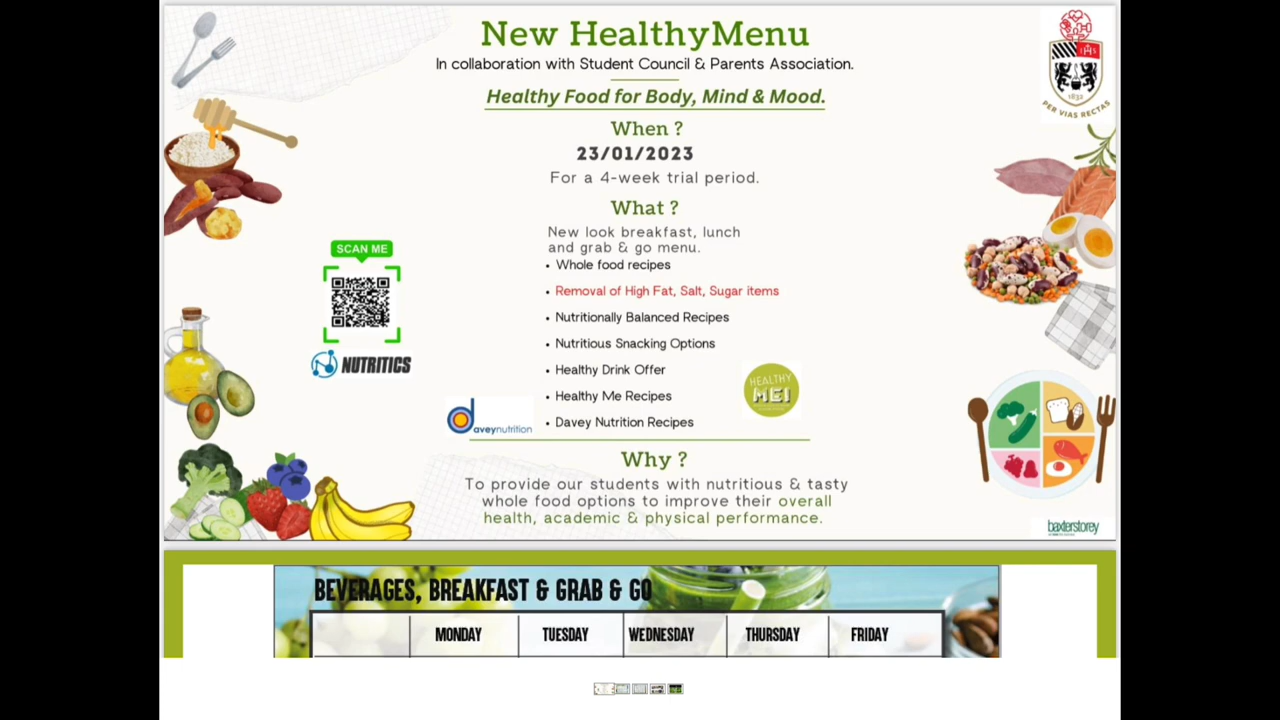 New HealthyMenu
In collaboration with Student Council & Parents Association.
Healthy Food for Body, Mind & Mood.
When ?
23/01/2023
For a 4-week trial period.
What ?
New look breakfast, lunch
and grab & go menu.
• Whole food recipes
• Removal of High Fat, Salt, Sugar items
• Nutritionally Balanced Recipes
• Nutritious Snacking Options
• Healthy Drink Offer
• Healthy Me Recipes
• Davey Nutrition Recipes
SCAN ME
NUTRITICS
daveynutrition
HEALTHY
ME!
Why ?
To provide our students with nutritious & tasty
whole food options to improve their overall
health, academic & physical performance.
IHS
1832
PER VIAS RECTAS
baxterstorey
BEVERAGES, BREAKFAST & GRAB & GO
MONDAY TUESDAY WEDNESDAY THURSDAY FRIDAY